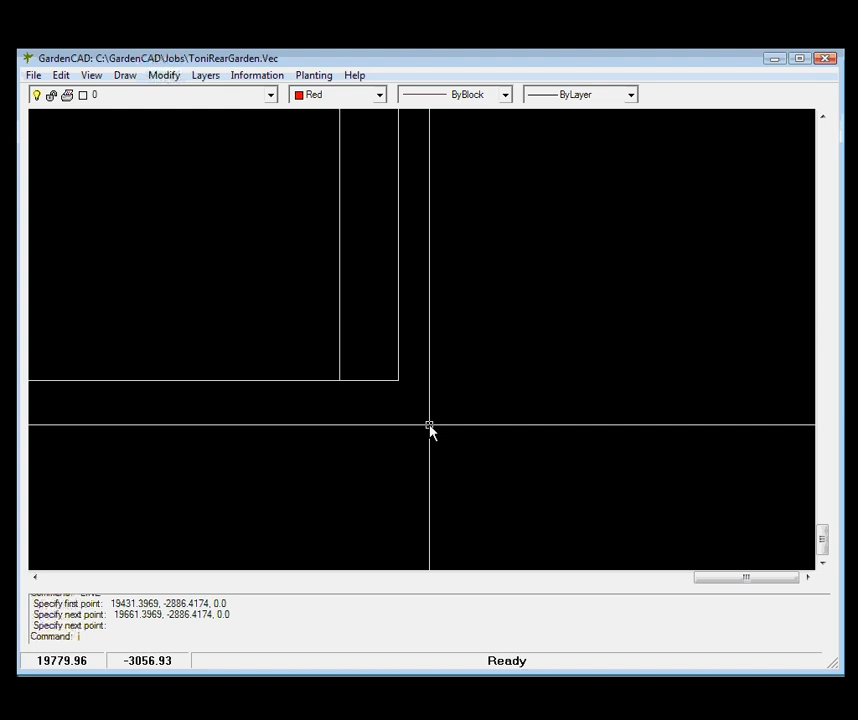 GardenCAD: C:\GardenCAD\Jobs\ToniRearGarden.Vec
File Edit View Draw Modify Layers Information Planting Help
0 Red ByBlock ByLayer
Specify first point: 19431.3969, -2886.4174, 0.0
Specify next point: 19661.3969, -2886.4174, 0.0
Specify next point:
Command: i
19779.96 -3056.93 Ready